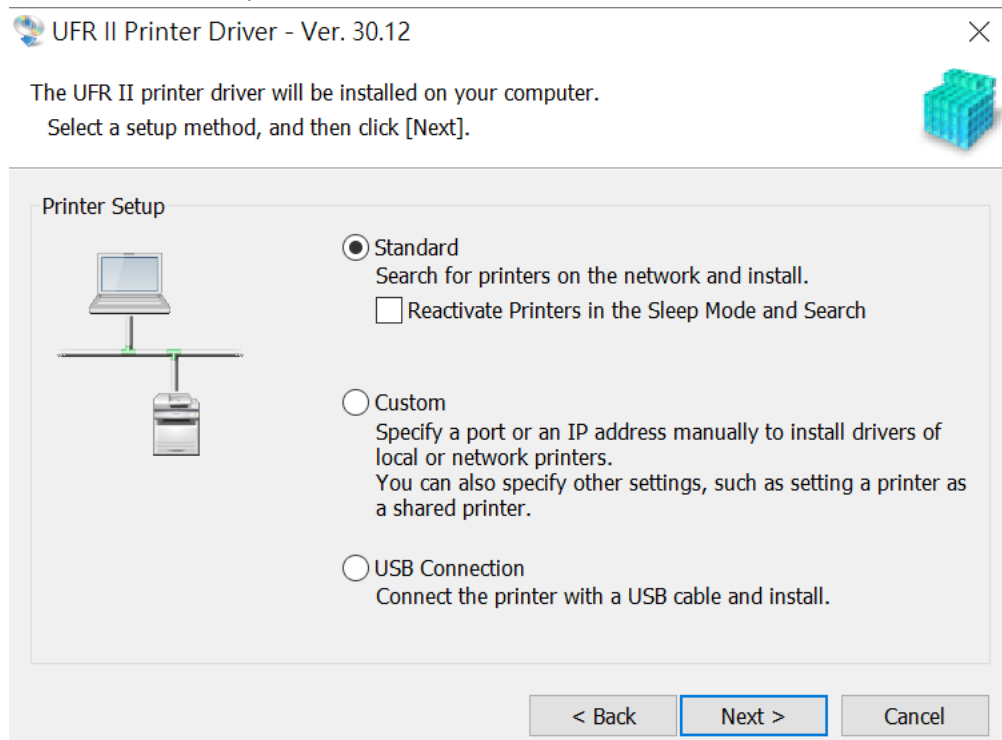 UFR II Printer Driver - Ver. 30.12
The UFR II printer driver will be installed on your computer.
Select a setup method, and then click [Next].
Printer Setup
Standard
Search for printers on the network and install.
Reactivate Printers in the Sleep Mode and Search
Custom
Specify a port or an IP address manually to install drivers of
local or network printers.
You can also specify other settings, such as setting a printer as
a shared printer.
USB Connection
Connect the printer with a USB cable and install.
< Back
Next >
Cancel